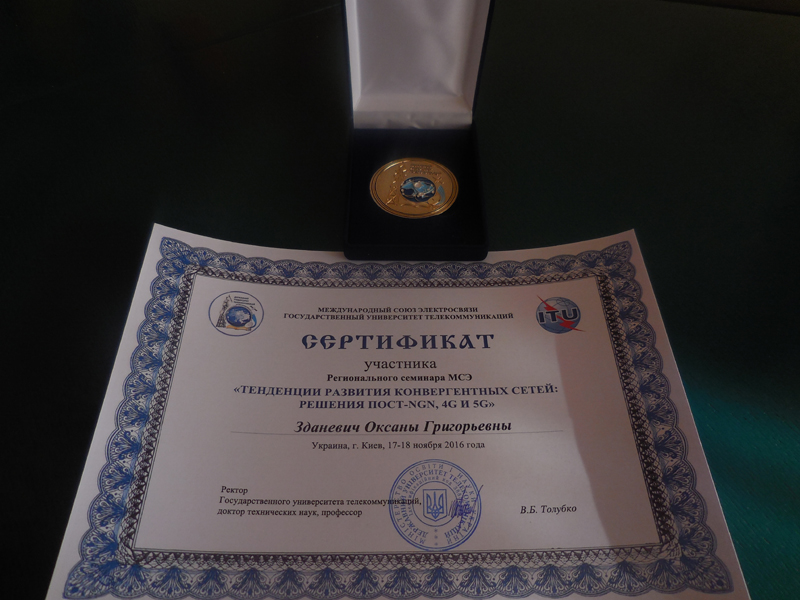 МЕЖДУНАРОДНЫЙ СОЮЗ ЭЛЕКТРОСВЯЗИ
ГОСУДАРСТВЕННЫЙ УНИВЕРСИТЕТ ТЕЛЕКОММУНИКАЦИЙ
ITU
СЕРТИФИКАТ
участника
Регионального семинара МСЭ
«ТЕНДЕНЦИИ РАЗВИТИЯ КОНВЕРГЕНТНЫХ СЕТЕЙ:
РЕШЕНИЯ ПОСТ-NGN, 4G И 5G»
Зданевич Оксаны Григорьевны
Украина, г. Киев, 17-18 ноября 2016 года
Ректор
Государственного университета телекоммуникаций,
доктор технических наук, профессор
В.Б. Толубко